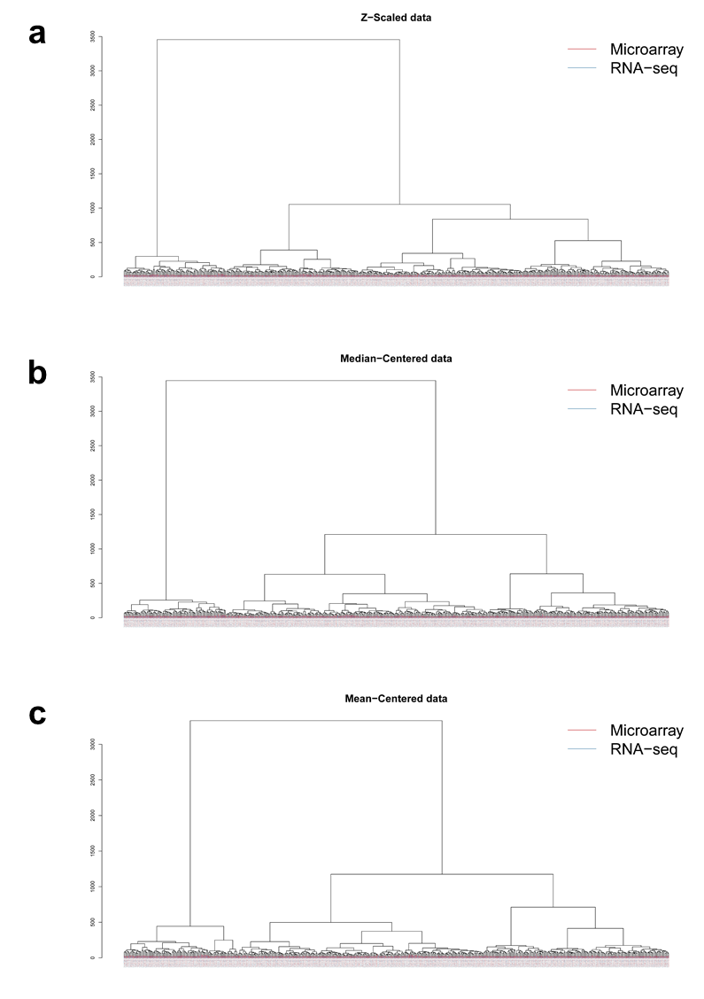 a
Z−Scaled data
Microarray
RNA−seq
3500
3000
2500
2000
1500
1000
500
0
b
Median−Centered data
Microarray
RNA−seq
3500
3000
2500
2000
1500
1000
500
0
c
Mean−Centered data
Microarray
RNA−seq
3000
2500
2000
1500
1000
500
0